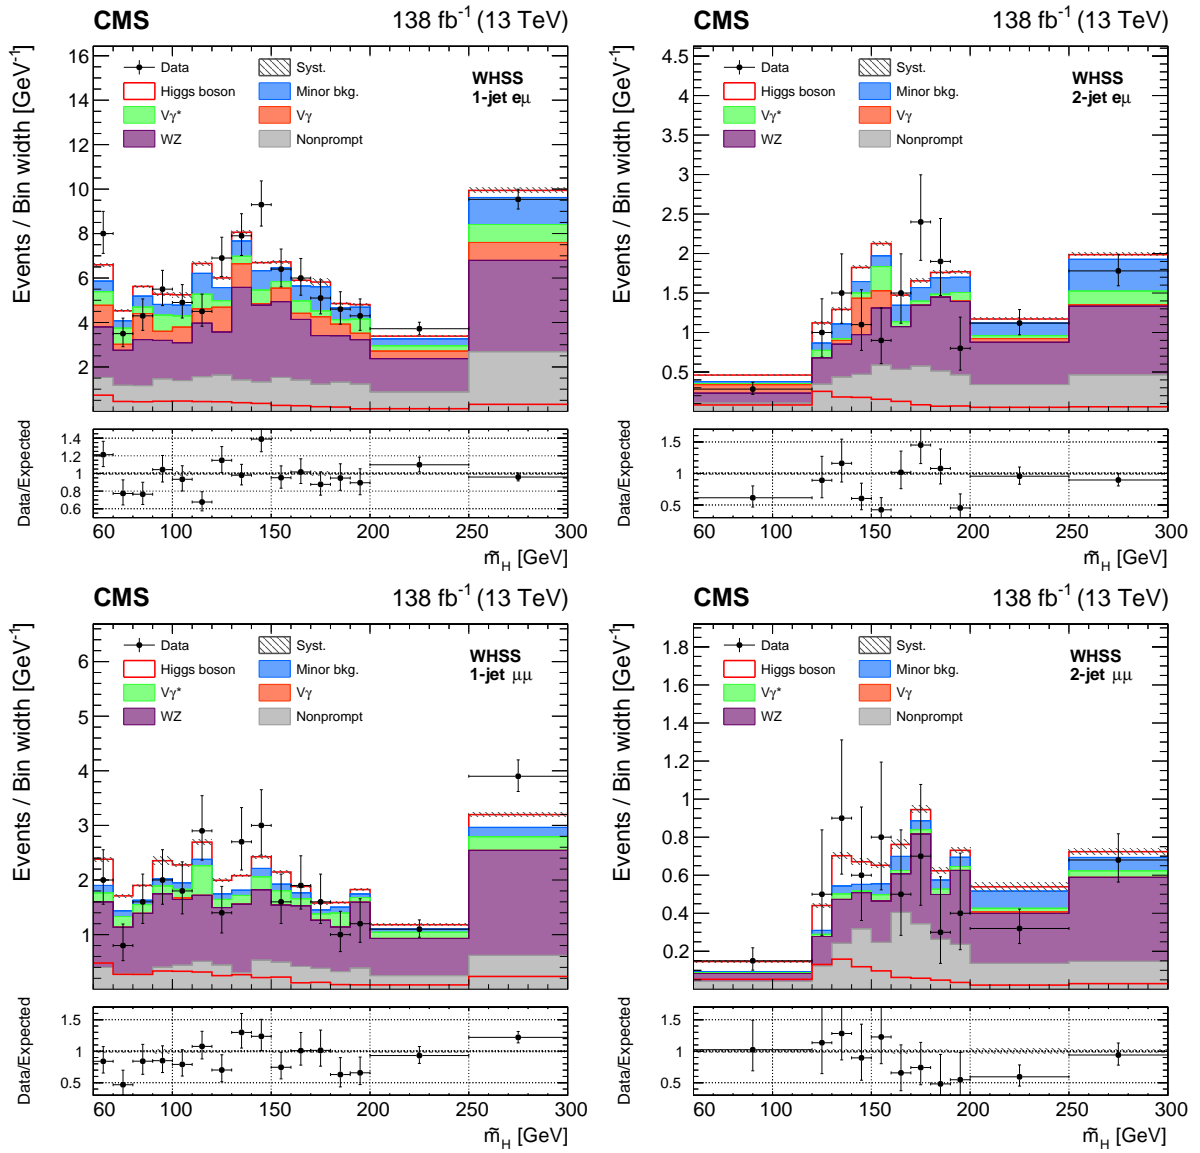 CMS 138 fb⁻¹ (13 TeV)
Events / Bin width [GeV⁻¹]
16
14
12
10
8
6
4
2
Data
Syst.
Higgs boson
Minor bkg.
Vγ*
Vγ
WZ
Nonprompt
WHSS
1-jet eμ
Data/Expected
1.4
1.2
1
0.8
0.6
60 100 150 200 250 300
m̃_H [GeV]
CMS 138 fb⁻¹ (13 TeV)
Events / Bin width [GeV⁻¹]
4.5
4
3.5
3
2.5
2
1.5
1
0.5
Data
Syst.
Higgs boson
Minor bkg.
Vγ*
Vγ
WZ
Nonprompt
WHSS
2-jet eμ
Data/Expected
1.5
1
0.5
60 100 150 200 250 300
m̃_H [GeV]
CMS 138 fb⁻¹ (13 TeV)
Events / Bin width [GeV⁻¹]
6
5
4
3
2
1
Data
Syst.
Higgs boson
Minor bkg.
Vγ*
Vγ
WZ
Nonprompt
WHSS
1-jet μμ
Data/Expected
1.5
1
0.5
60 100 150 200 250 300
m̃_H [GeV]
CMS 138 fb⁻¹ (13 TeV)
Events / Bin width [GeV⁻¹]
1.8
1.6
1.4
1.2
1
0.8
0.6
0.4
0.2
Data
Syst.
Higgs boson
Minor bkg.
Vγ*
Vγ
WZ
Nonprompt
WHSS
2-jet μμ
Data/Expected
1.5
1
0.5
60 100 150 200 250 300
m̃_H [GeV]